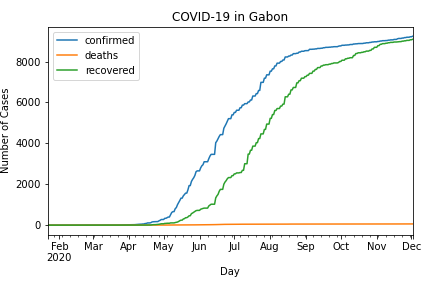 COVID-19 in Gabon
confirmed
deaths
recovered
Number of Cases
8000
6000
4000
2000
0
Feb Mar Apr May Jun Jul Aug Sep Oct Nov Dec
2020
Day